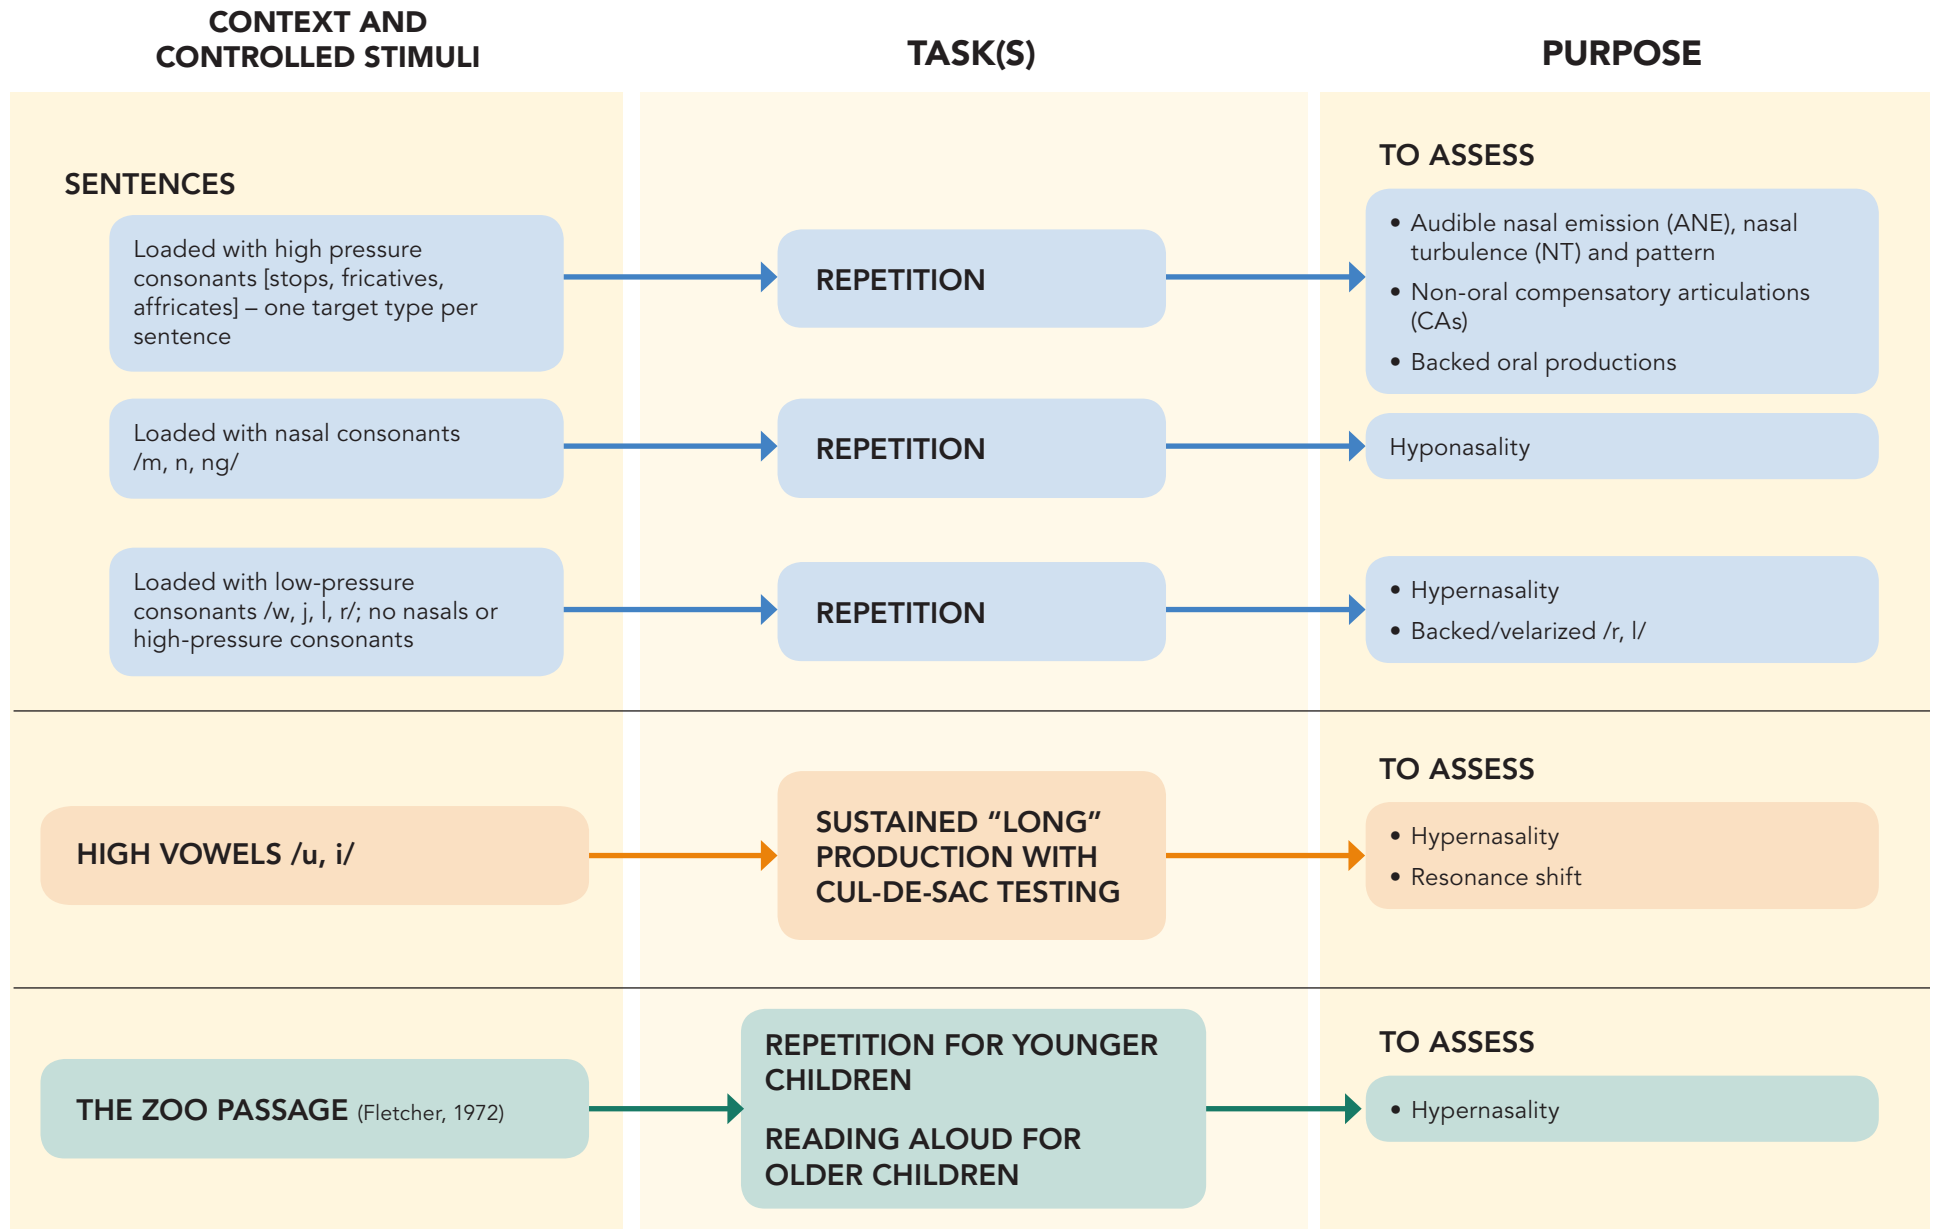 CONTEXT AND
CONTROLLED STIMULI
TASK(S)
PURPOSE
SENTENCES
Loaded with high pressure
consonants [stops, fricatives,
affricates] – one target type per
sentence
REPETITION
TO ASSESS
• Audible nasal emission (ANE), nasal
turbulence (NT) and pattern
• Non-oral compensatory articulations
(CAs)
• Backed oral productions
Loaded with nasal consonants
/m, n, ng/
REPETITION
Hyponasality
Loaded with low-pressure
consonants /w, j, l, r/; no nasals or
high-pressure consonants
REPETITION
• Hypernasality
• Backed/velarized /r, l/
HIGH VOWELS /u, i/
SUSTAINED “LONG”
PRODUCTION WITH
CUL-DE-SAC TESTING
TO ASSESS
• Hypernasality
• Resonance shift
THE ZOO PASSAGE (Fletcher, 1972)
REPETITION FOR YOUNGER
CHILDREN
READING ALOUD FOR
OLDER CHILDREN
TO ASSESS
• Hypernasality